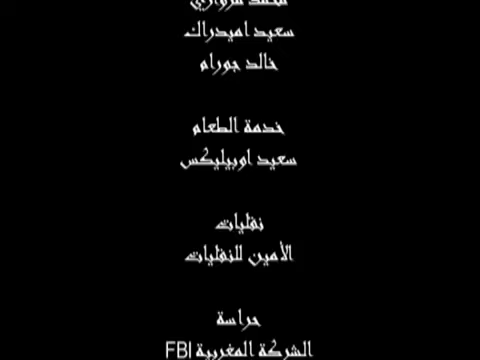 سعيد اميدراك
خالد جورام
خدمة الطعام
سعيد اوبيليكس
نقليات
الأمين للنقليات
حراسة
الشركة المغربية FBI